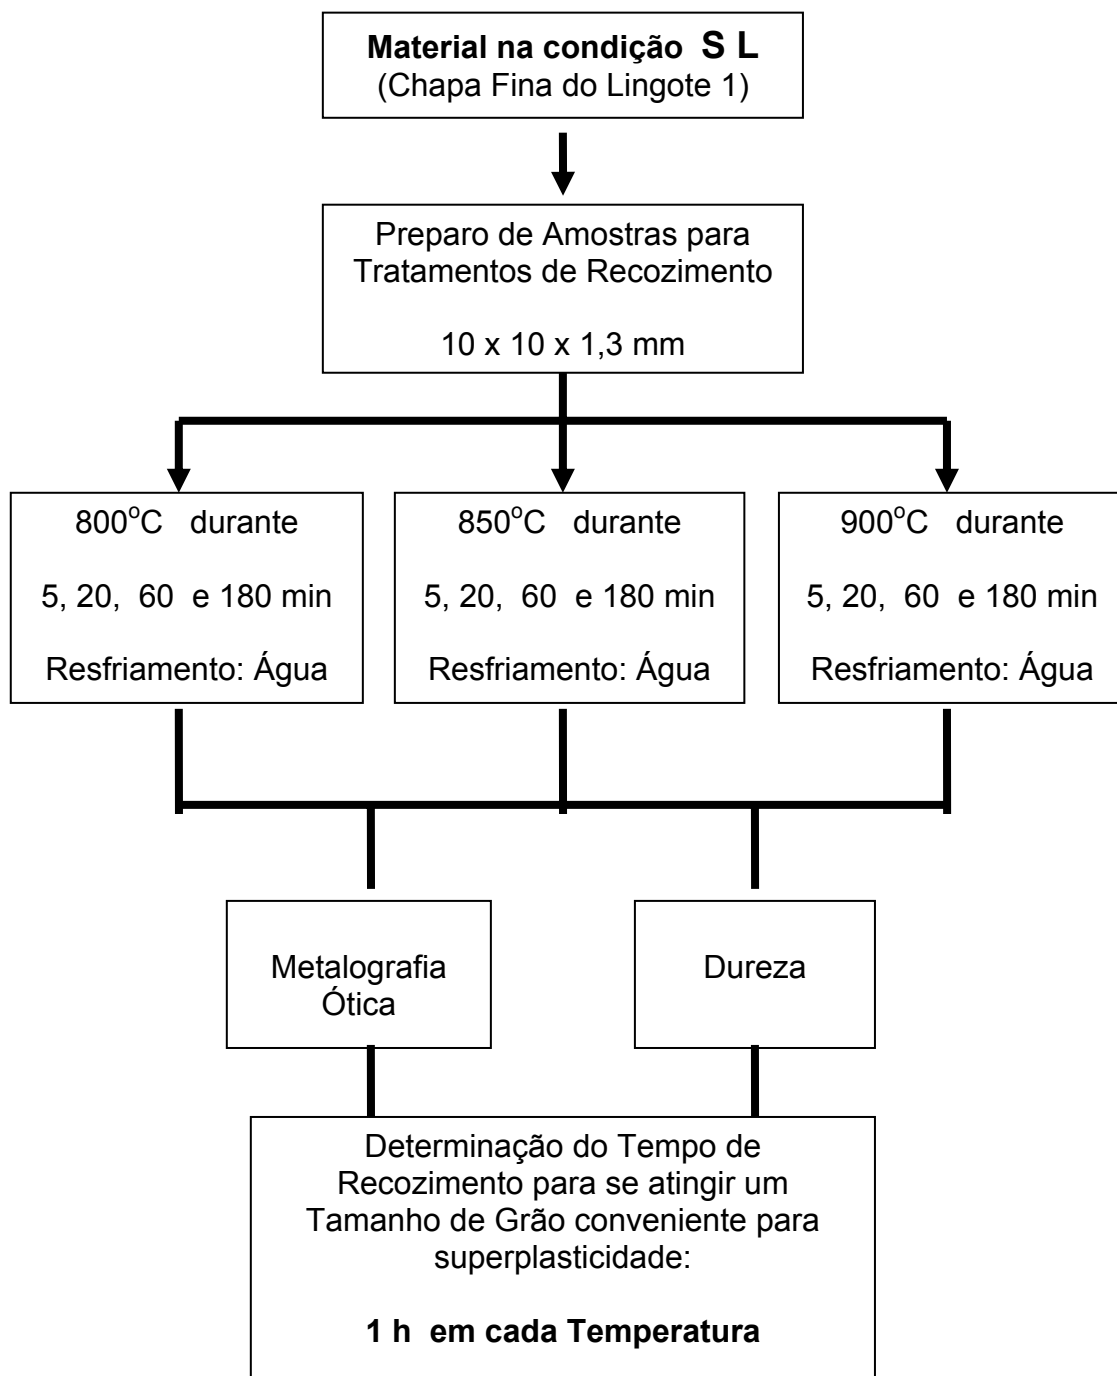 Material na condição S L
(Chapa Fina do Lingote 1)
Preparo de Amostras para
Tratamentos de Recozimento
10 x 10 x 1,3 mm
800°C durante
5, 20, 60 e 180 min
Resfriamento: Água
850°C durante
5, 20, 60 e 180 min
Resfriamento: Água
900°C durante
5, 20, 60 e 180 min
Resfriamento: Água
Metalografia
Ótica
Dureza
Determinação do Tempo de
Recozimento para se atingir um
Tamanho de Grão conveniente para
superplasticidade:
1 h em cada Temperatura